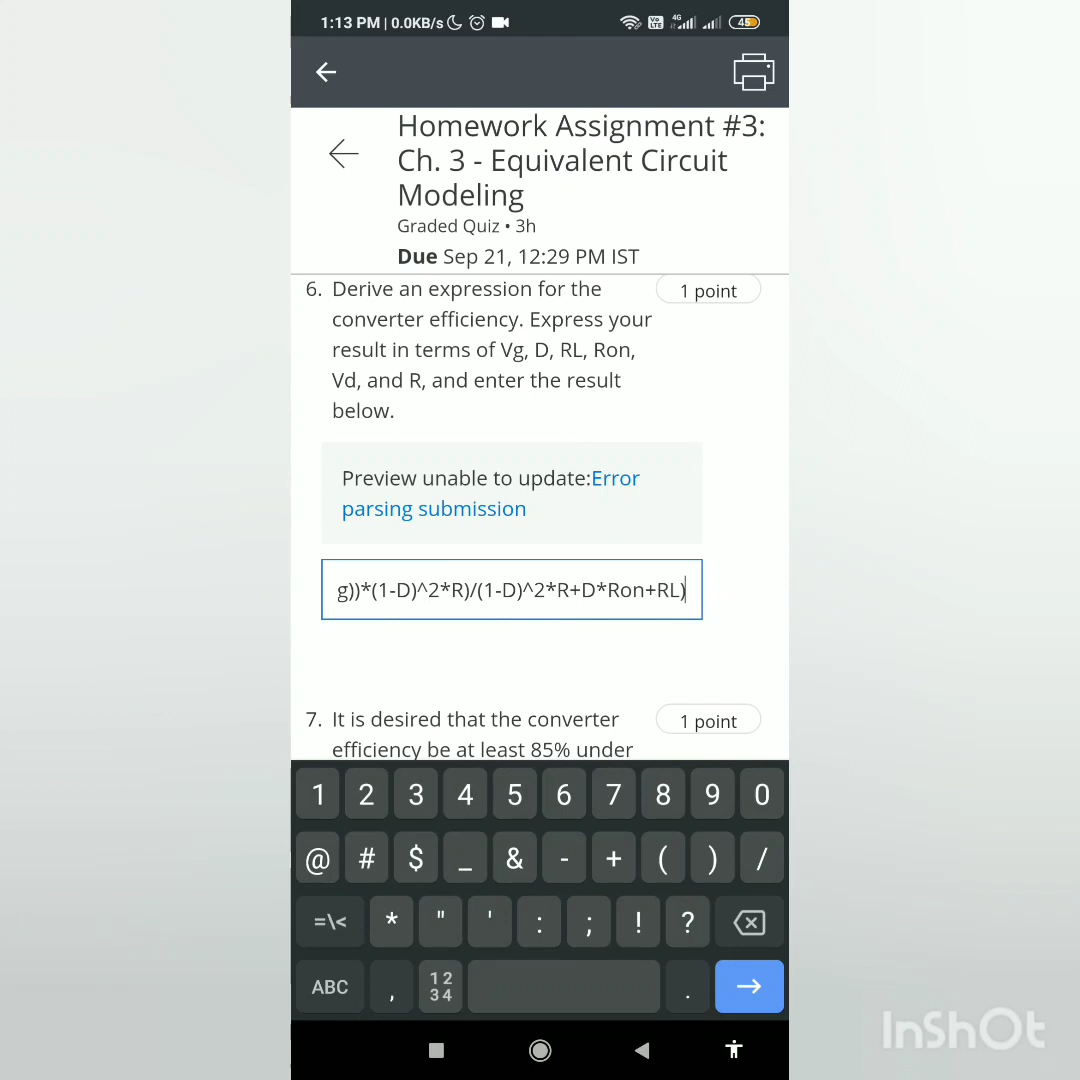 1:13 PM | 0.0KB/s
Vo LTE 4G 45
Homework Assignment #3:
Ch. 3 - Equivalent Circuit
Modeling
Graded Quiz • 3h
Due Sep 21, 12:29 PM IST
6. Derive an expression for the 1 point
converter efficiency. Express your
result in terms of Vg, D, RL, Ron,
Vd, and R, and enter the result
below.
Preview unable to update:Error
parsing submission
g))*(1-D)^2*R)/(1-D)^2*R+D*Ron+RL)
7. It is desired that the converter 1 point
efficiency be at least 85% under
1 2 3 4 5 6 7 8 9 0
@ # $ _ & - + ( ) /
=\< * " ' : ; ! ?
ABC , 12 34 .
InShOt